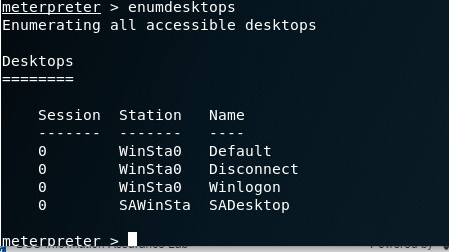 meterpreter > enumdesktops
Enumerating all accessible desktops

Desktops
========

    Session  Station  Name
    -------  -------  ----
    0        WinSta0  Default
    0        WinSta0  Disconnect
    0        WinSta0  Winlogon
    0        SAWinSta  SADesktop

meterpreter >